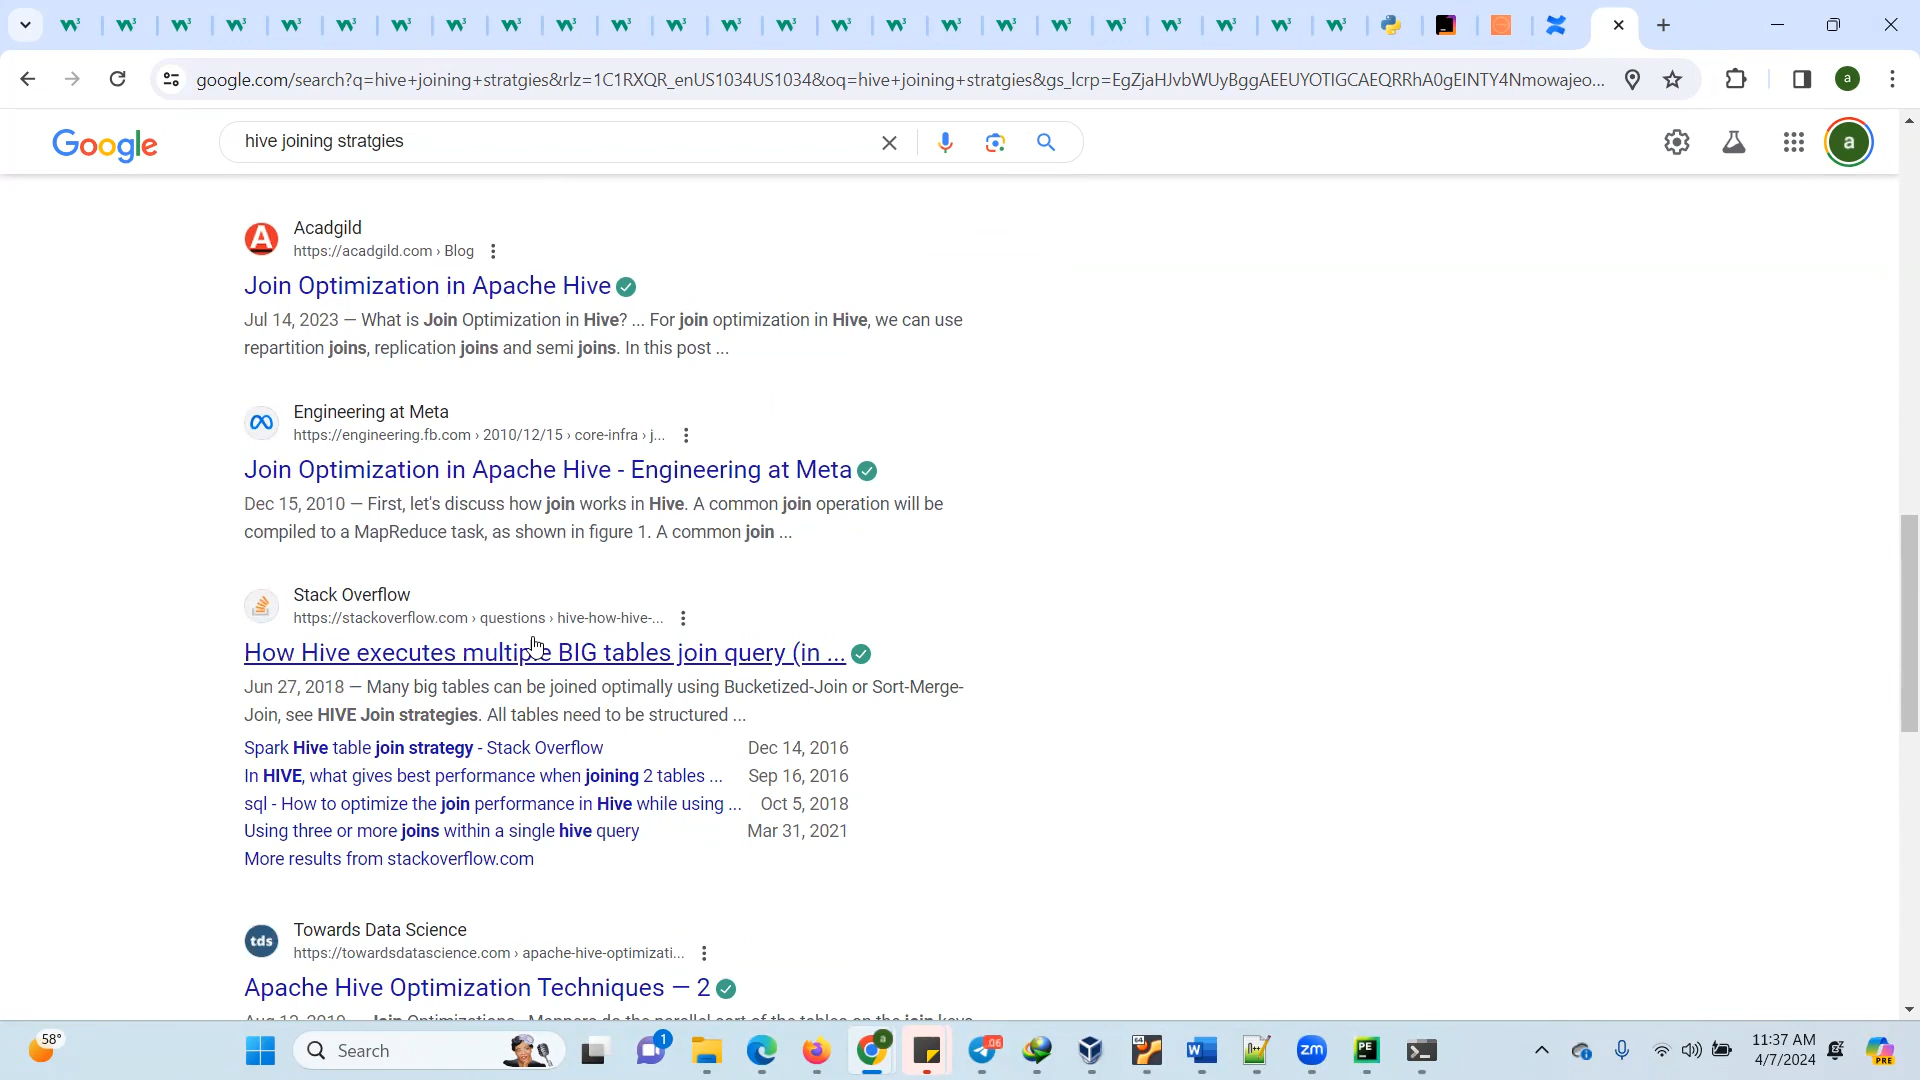 google.com/search?q=hive+joining+stratgies&rlz=1C1RXQR_enUS1034US1034&oq=hive+joining+stratgies&gs_lcrp=EgZjaHJvbWUyBggAEEUYOTIGCAEQRRhA0gEINTY4Nmowajeo...
a
Google
hive joining stratgies
a
Acadgild
https://acadgild.com › Blog
Join Optimization in Apache Hive
Jul 14, 2023 — What is Join Optimization in Hive? ... For join optimization in Hive, we can use
repartition joins, replication joins and semi joins. In this post ...
Engineering at Meta
https://engineering.fb.com › 2010/12/15 › core-infra › j...
Join Optimization in Apache Hive - Engineering at Meta
Dec 15, 2010 — First, let's discuss how join works in Hive. A common join operation will be
compiled to a MapReduce task, as shown in figure 1. A common join ...
Stack Overflow
https://stackoverflow.com › questions › hive-how-hive-...
How Hive executes multiple BIG tables join query (in ...
Jun 27, 2018 — Many big tables can be joined optimally using Bucketized-Join or Sort-Merge-
Join, see HIVE Join strategies. All tables need to be structured ...
Spark Hive table join strategy - Stack Overflow Dec 14, 2016
In HIVE, what gives best performance when joining 2 tables ... Sep 16, 2016
sql - How to optimize the join performance in Hive while using ... Oct 5, 2018
Using three or more joins within a single hive query Mar 31, 2021
More results from stackoverflow.com
tds
Towards Data Science
https://towardsdatascience.com › apache-hive-optimizati...
Apache Hive Optimization Techniques — 2
58°
Search
11:37 AM
4/7/2024